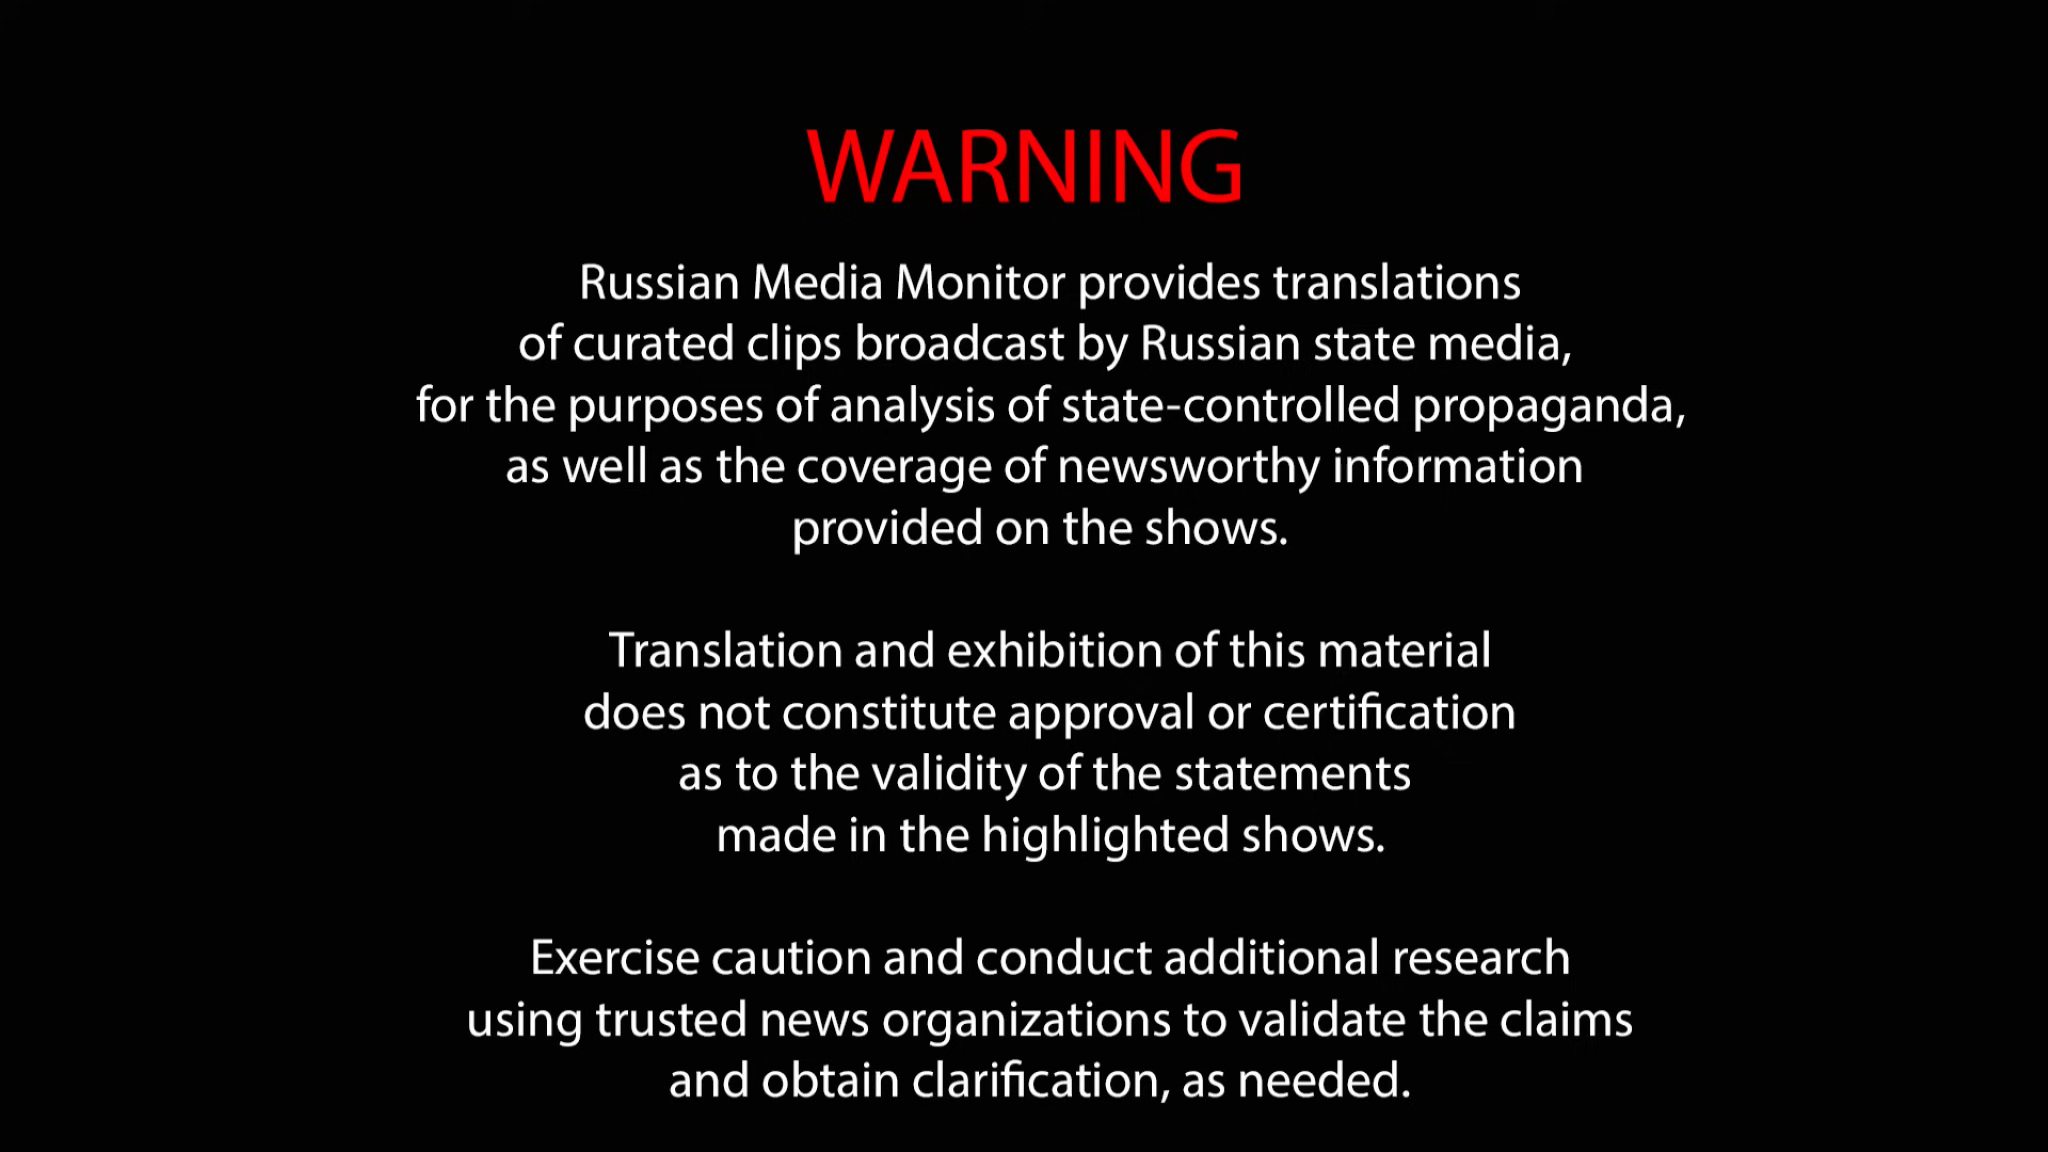 WARNING
Russian Media Monitor provides translations
of curated clips broadcast by Russian state media,
for the purposes of analysis of state-controlled propaganda,
as well as the coverage of newsworthy information
provided on the shows.
Translation and exhibition of this material
does not constitute approval or certification
as to the validity of the statements
made in the highlighted shows.
Exercise caution and conduct additional research
using trusted news organizations to validate the claims
and obtain clarification, as needed.